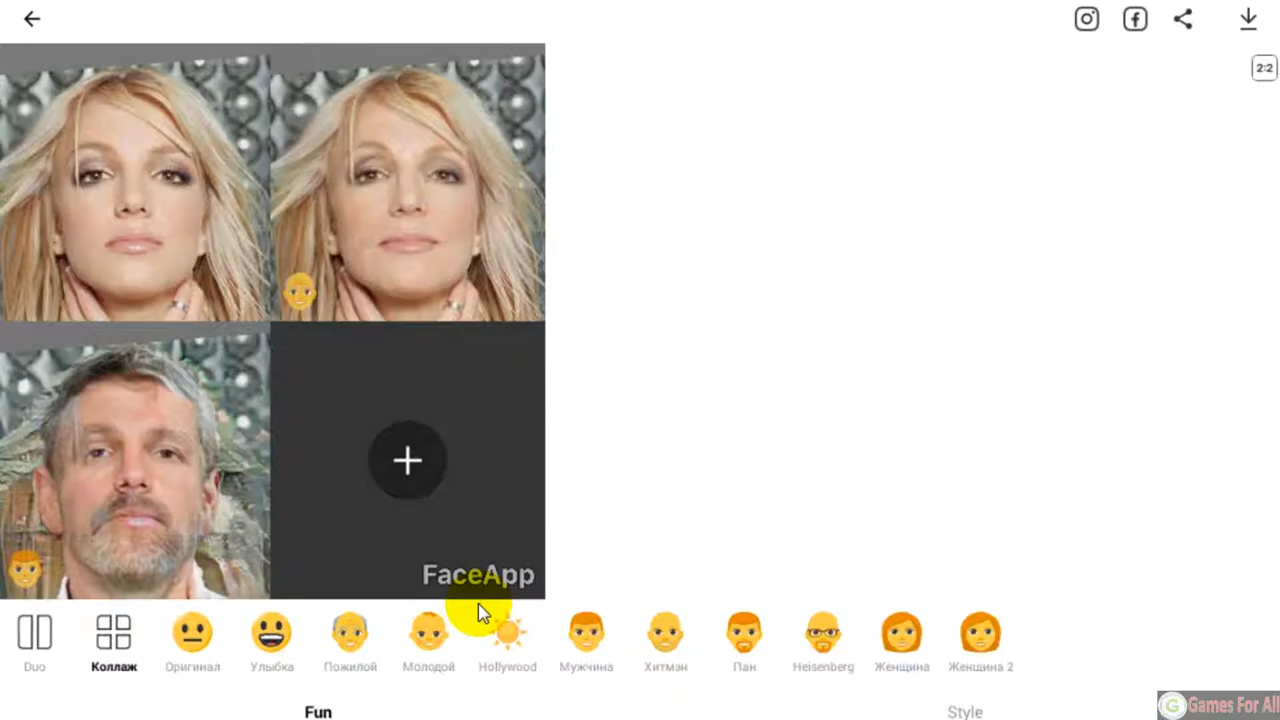 2:2
FaceApp
Duo
Коллаж
Оригинал
Улыбка
Пожилой
Молодой
Hollywood
Мужчина
Хитмэн
Пан
Heisenberg
Женщина
Женщина 2
Fun
Style
G Games For All